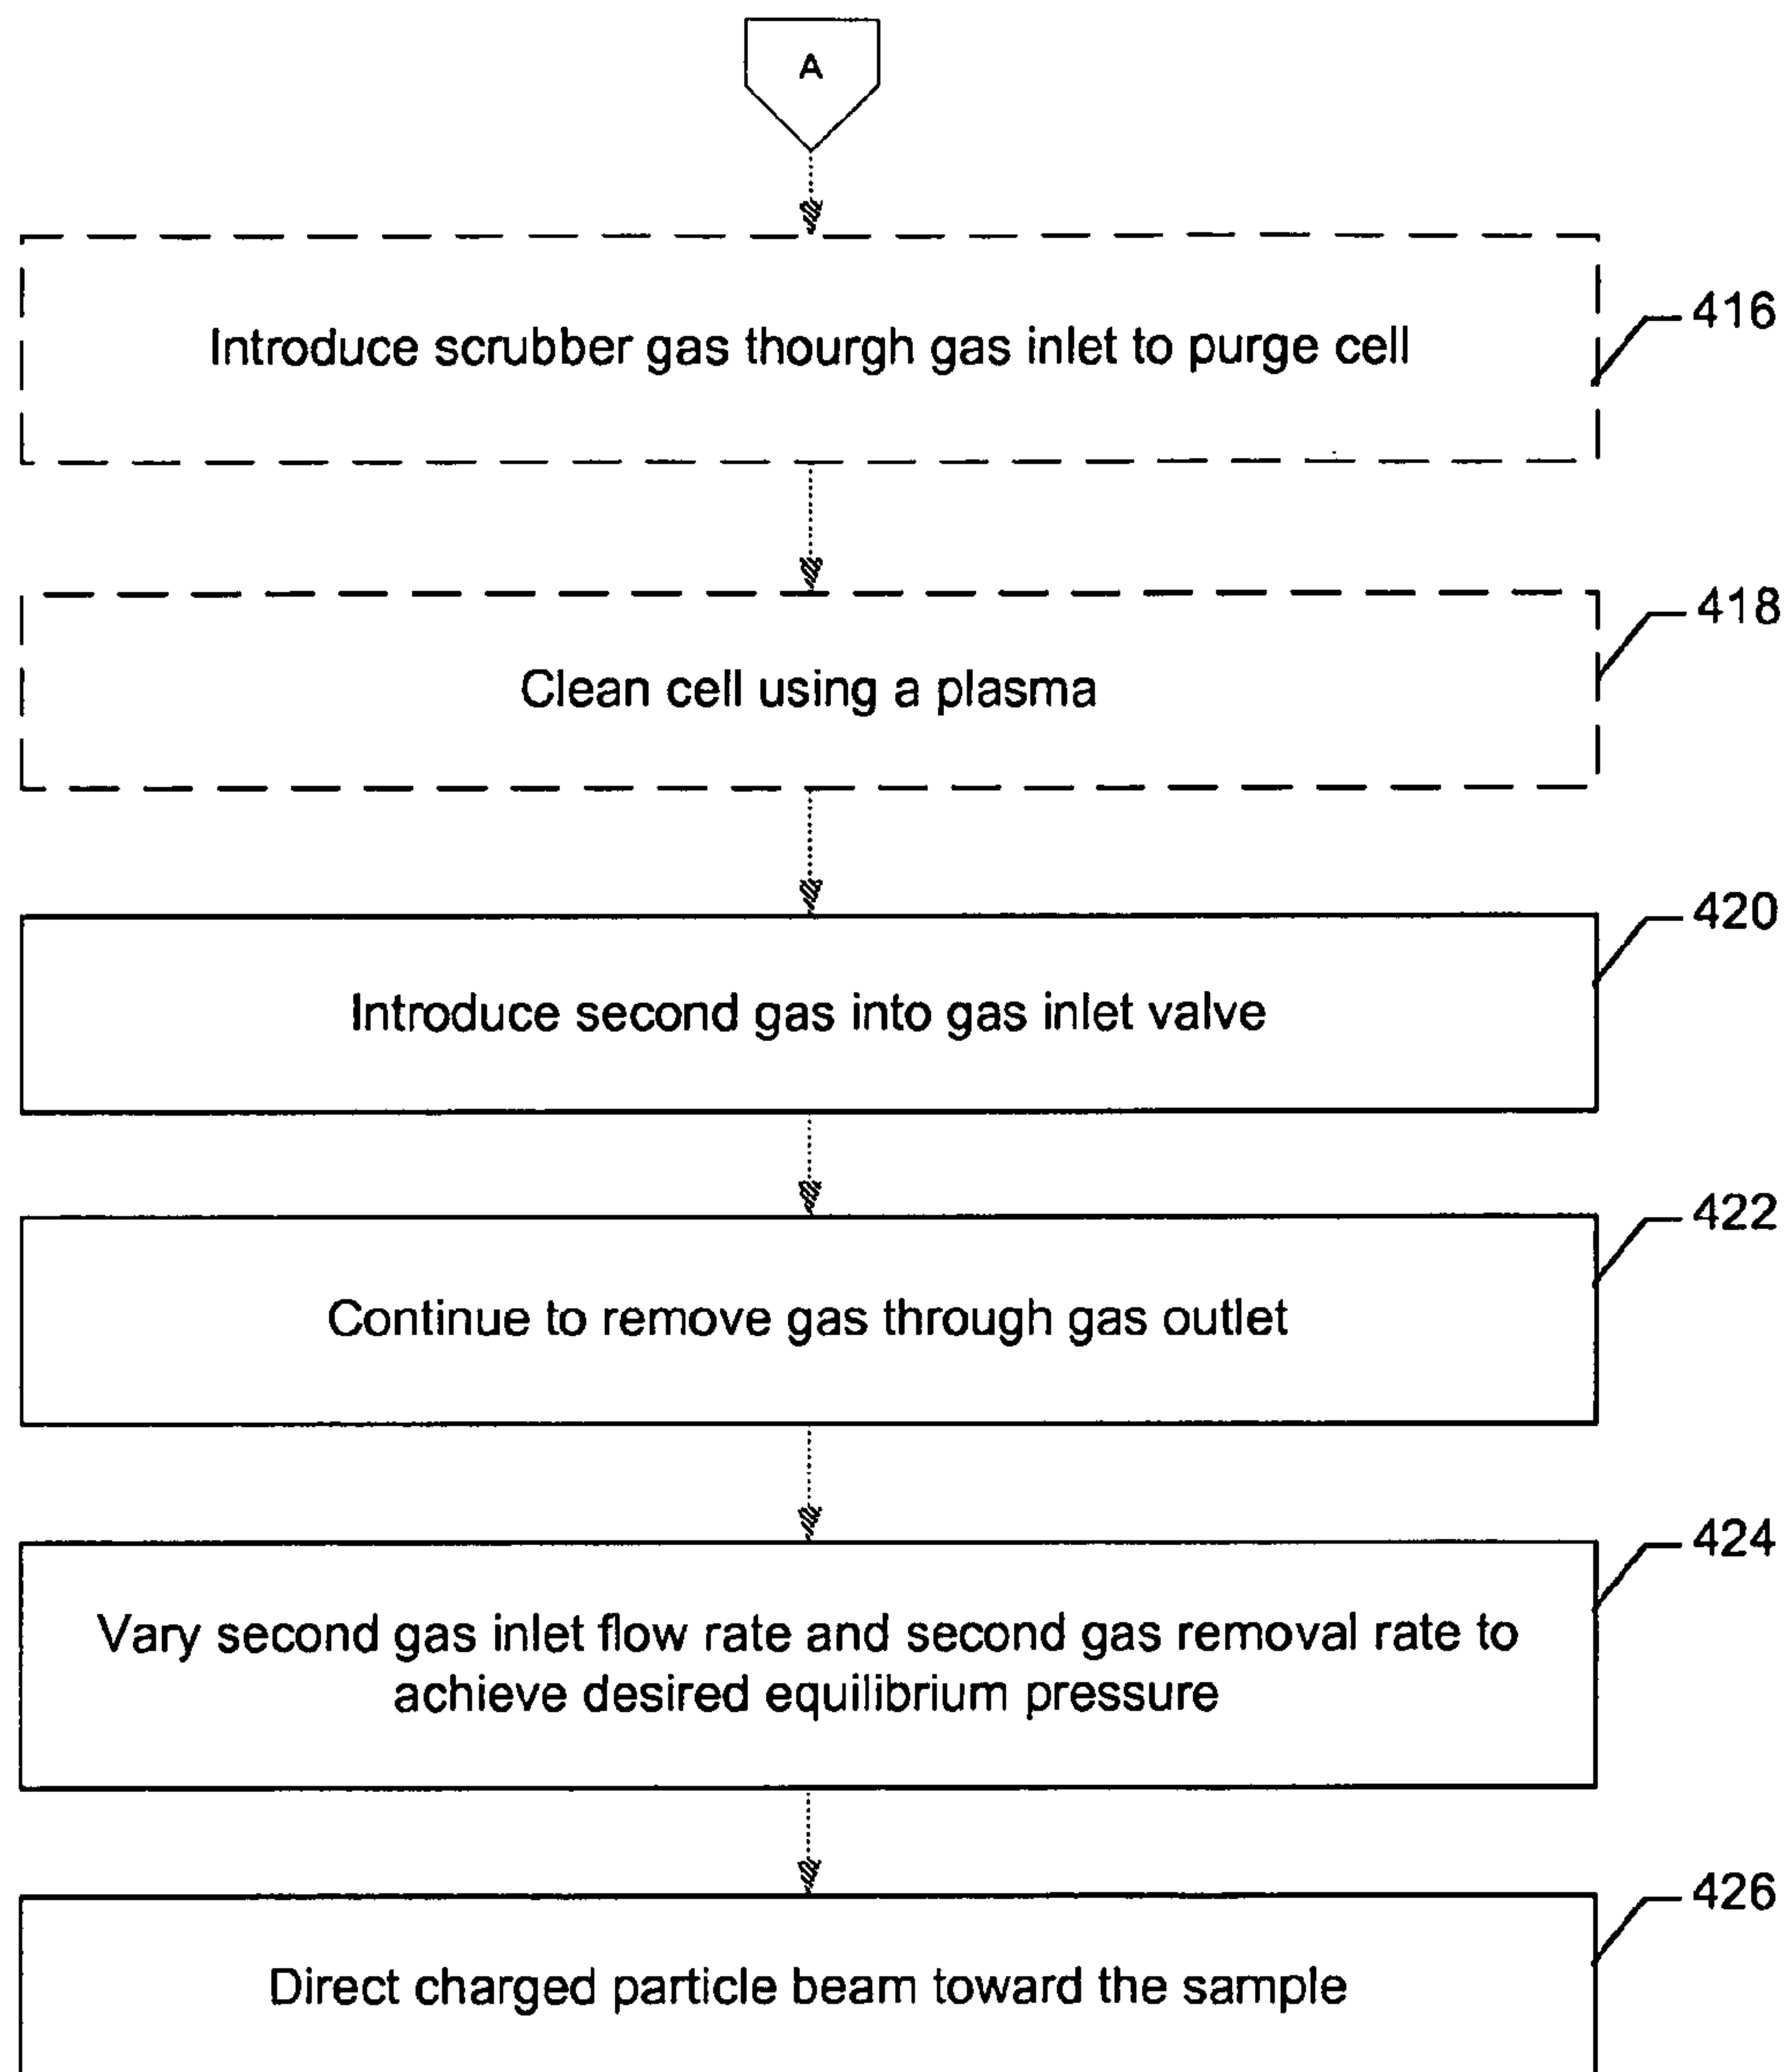 A
Introduce scrubber gas thourgh gas inlet to purge cell
416
Clean cell using a plasma
418
Introduce second gas into gas inlet valve
420
Continue to remove gas through gas outlet
422
Vary second gas inlet flow rate and second gas removal rate to
achieve desired equilibrium pressure
424
Direct charged particle beam toward the sample
426